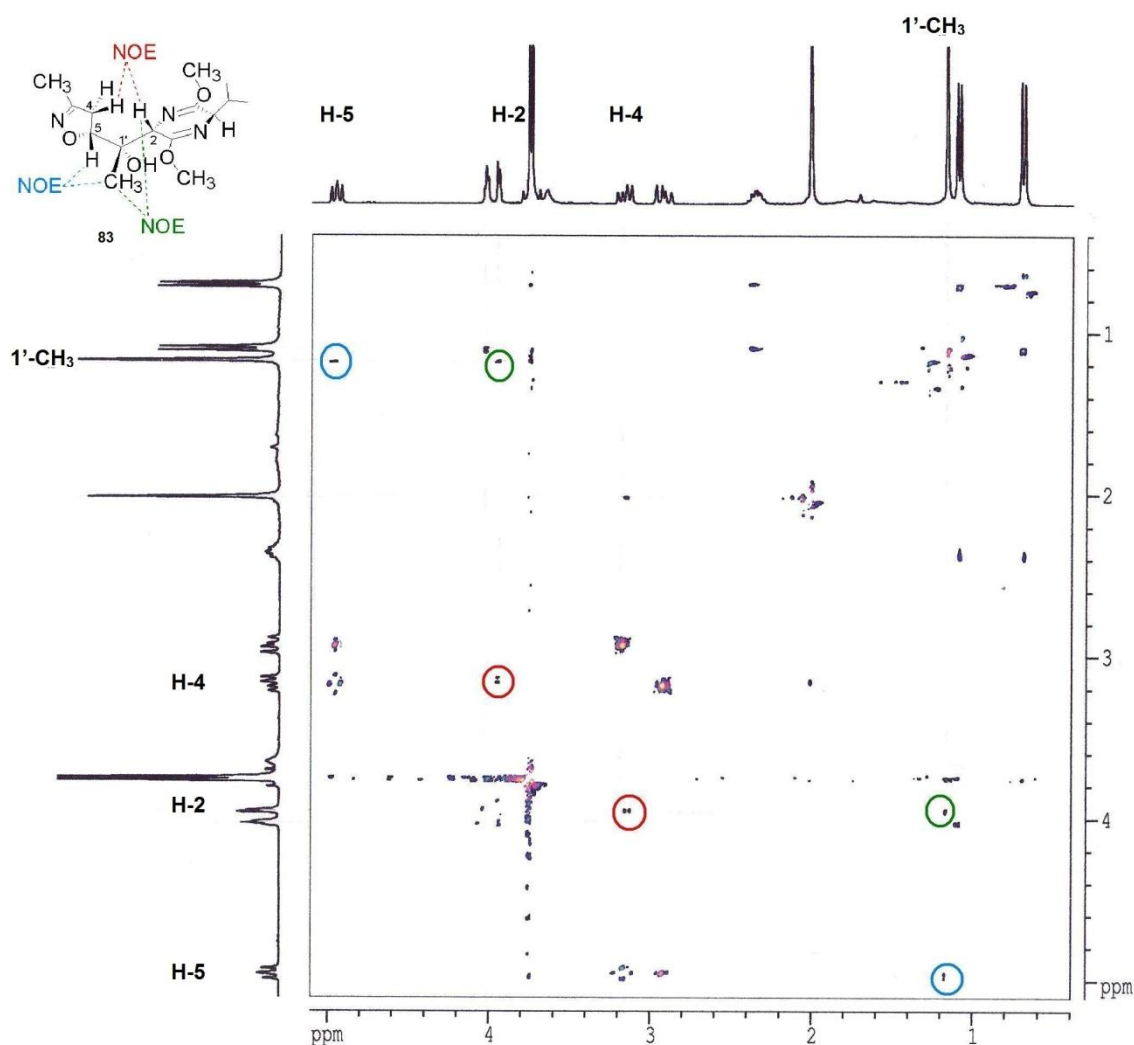 1'-CH₃
NOE
CH₃ H O
4 H H N
N 5 2 N H
O 1' OH O
H CH₃ CH₃
NOE
NOE
83
H-5 H-2 H-4
1'-CH₃
H-4
H-2
H-5
1
2
3
4
ppm
ppm 4 3 2 1